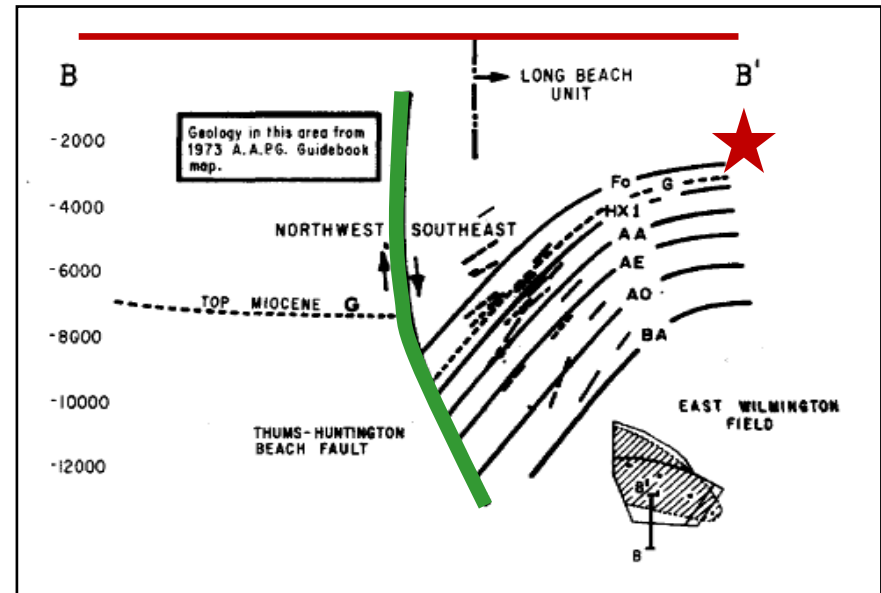 B
B'
LONG BEACH
UNIT
Geology in this area from
1973 A.A.P.G. Guidebook
map.
-2000
-4000
-6000
-8000
-10000
-12000
NORTHWEST
SOUTHEAST
TOP MIOCENE G
THUMS-HUNTINGTON
BEACH FAULT
Fo
G
HX1
AA
AE
AO
BA
EAST WILMINGTON
FIELD
B'
B